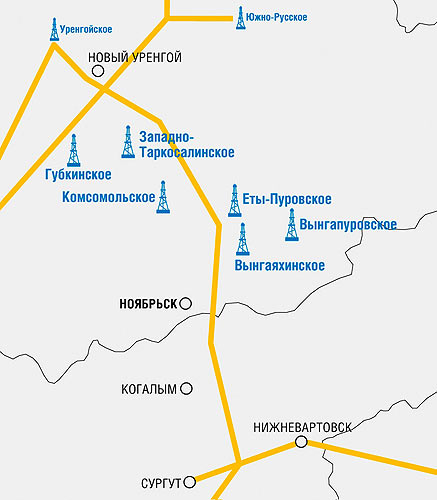 Южно-Русское
Уренгойское
НОВЫЙ УРЕНГОЙ
Западно-
Таркосалинское
Губкинское
Комсомольское
Еты-Пуровское
Вынгапуровское
Вынгаяхинское
НОЯБРЬСК
КОГАЛЫМ
НИЖНЕВАРТОВСК
СУРГУТ